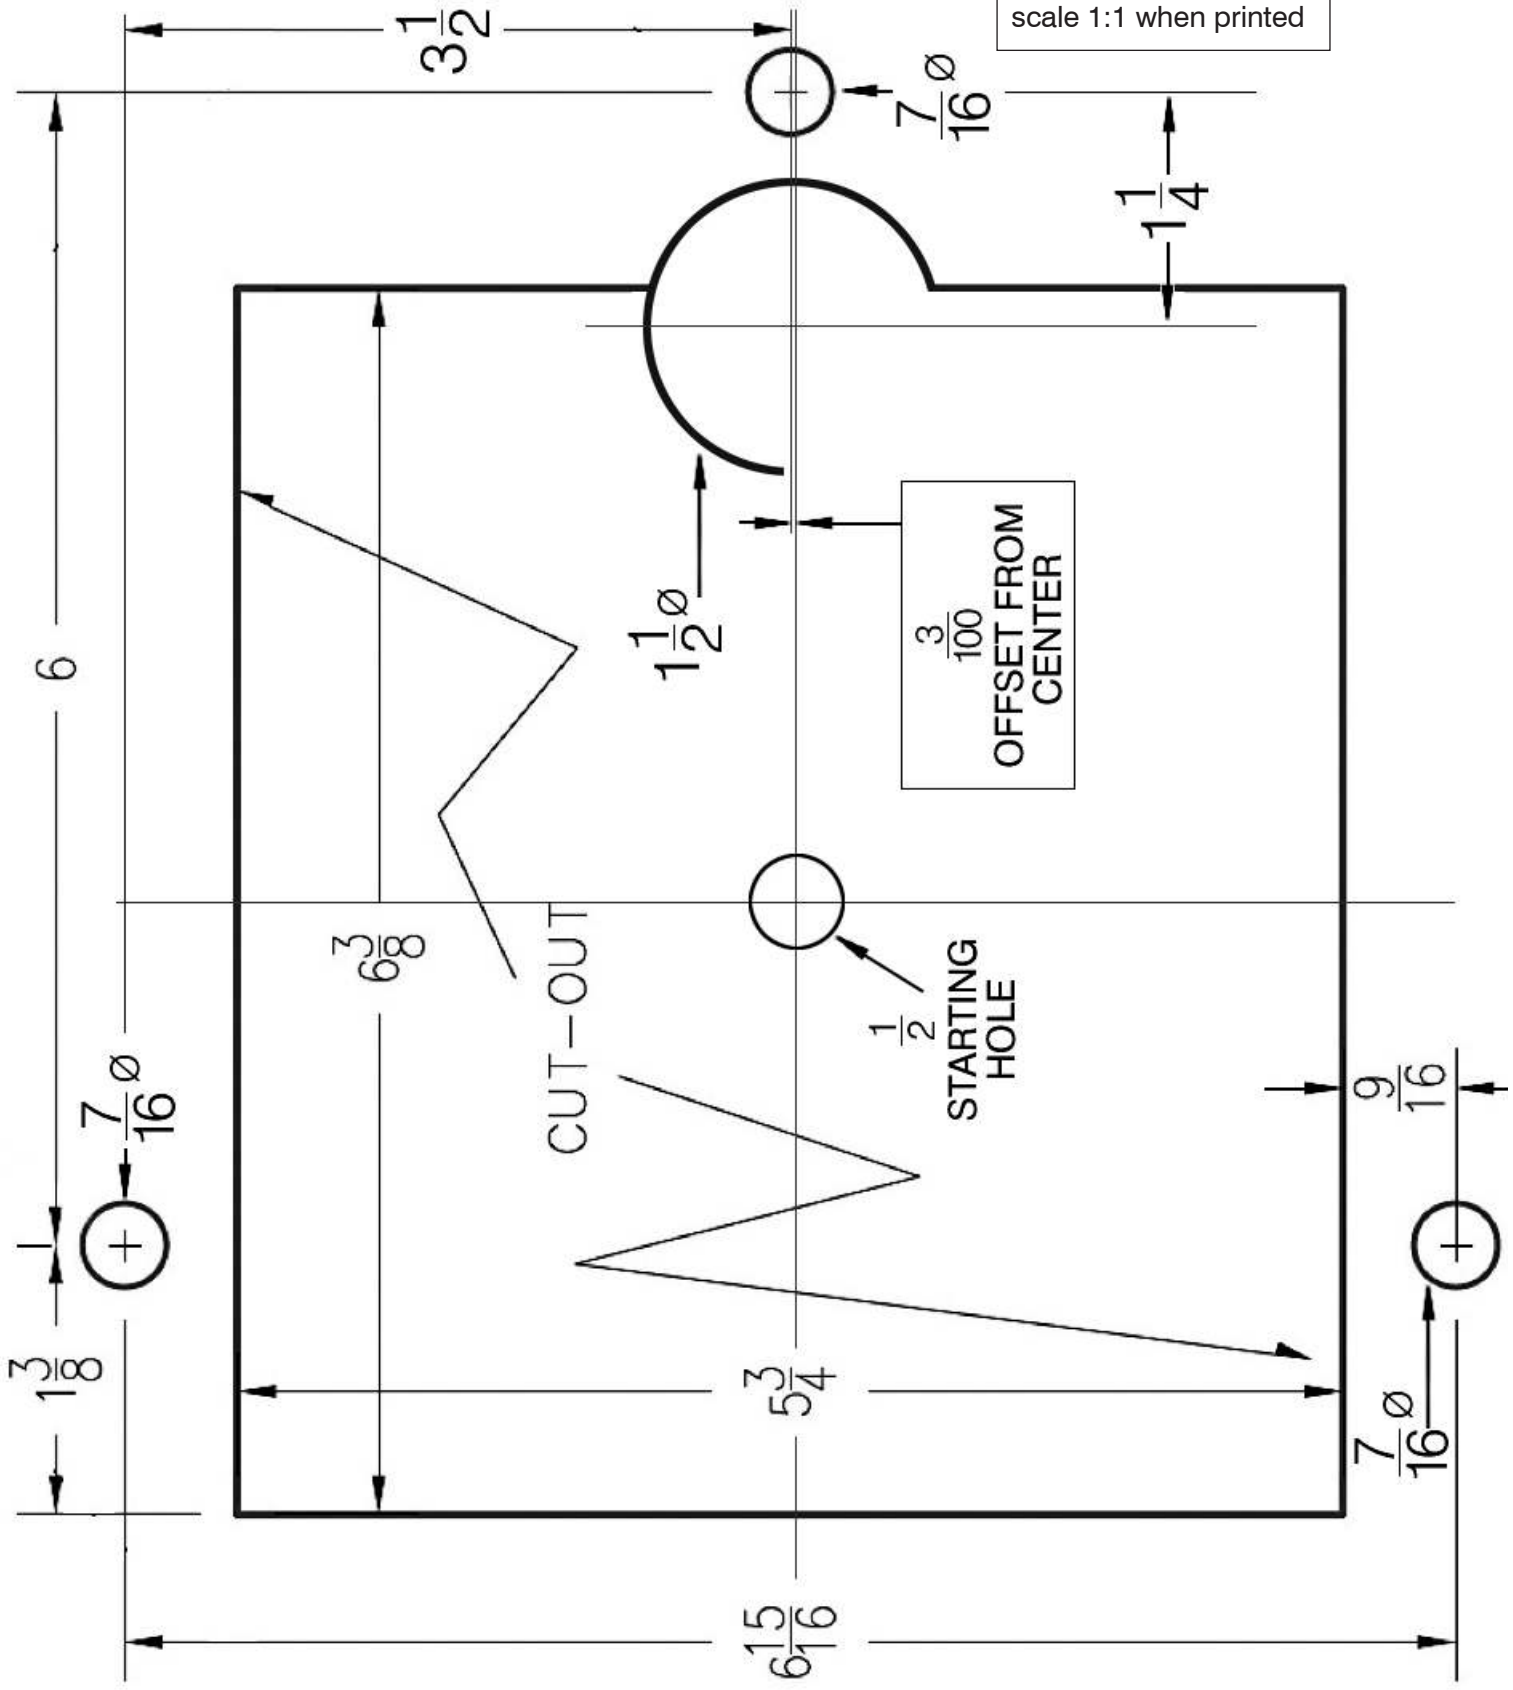 scale 1:1 when printed
3 1/2
7/16 Ø
6
1 1/4
1 1/2 Ø
3/100
OFFSET FROM
CENTER
6 3/8
CUT-OUT
1/2
STARTING
HOLE
7/16 Ø
9/16
1 3/8
5 3/4
7/16 Ø
6 15/16